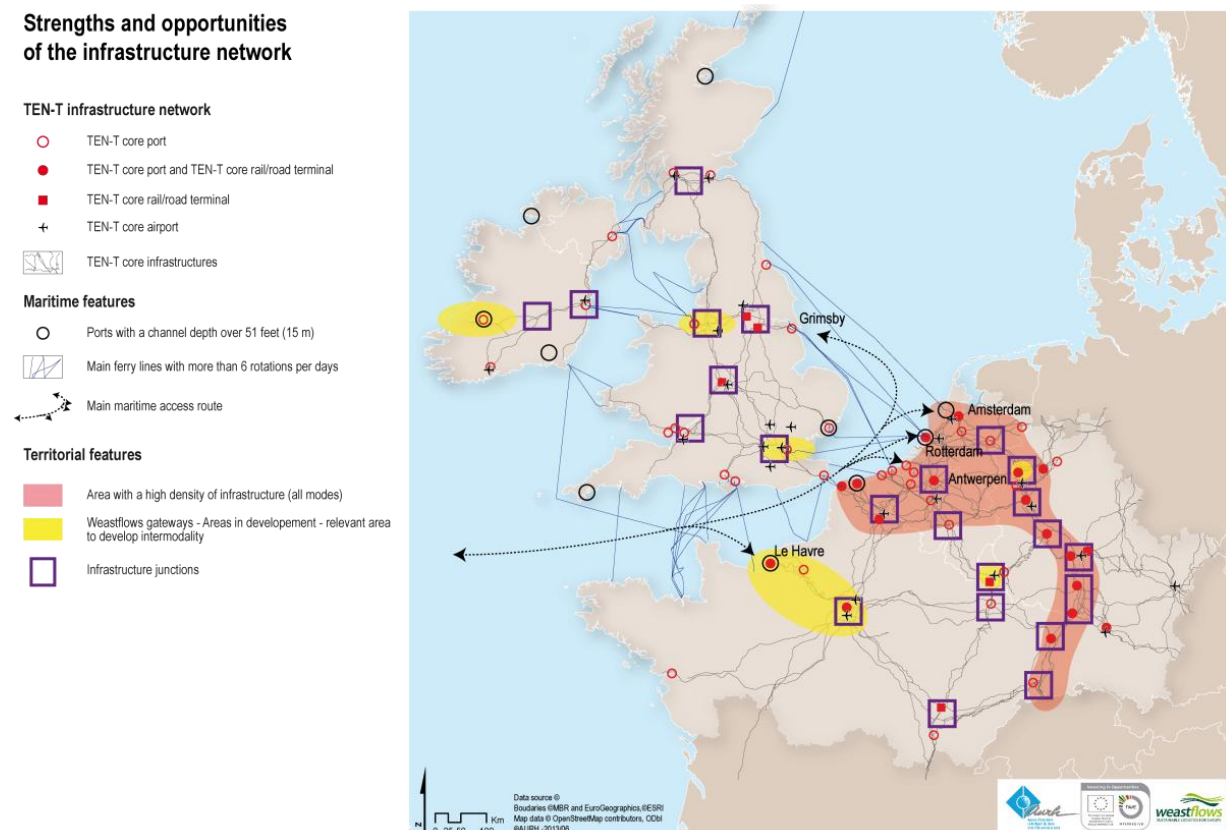 Strengths and opportunities
of the infrastructure network
TEN-T infrastructure network
TEN-T core port
TEN-T core port and TEN-T core rail/road terminal
TEN-T core rail/road terminal
TEN-T core airport
TEN-T core infrastructures
Maritime features
Ports with a channel depth over 51 feet (15 m)
Main ferry lines with more than 6 rotations per days
Main maritime access route
Territorial features
Area with a high density of infrastructure (all modes)
Weastflows gateways - Areas in developement - relevant area
to develop intermodality
Infrastructure junctions
Grimsby
Amsterdam
Rotterdam
Antwerpen
Le Havre
N
Km
Data source ©
Boudaries ©MBR and EuroGeographics,©ESRI
Map data © OpenStreetMap contributors, ODbl
©AURH -2013/06
aurh
weastflows